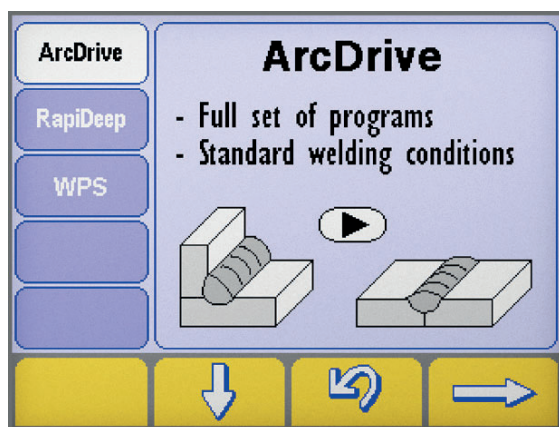 ArcDrive
RapiDeep
WPS
ArcDrive
- Full set of programs
- Standard welding conditions